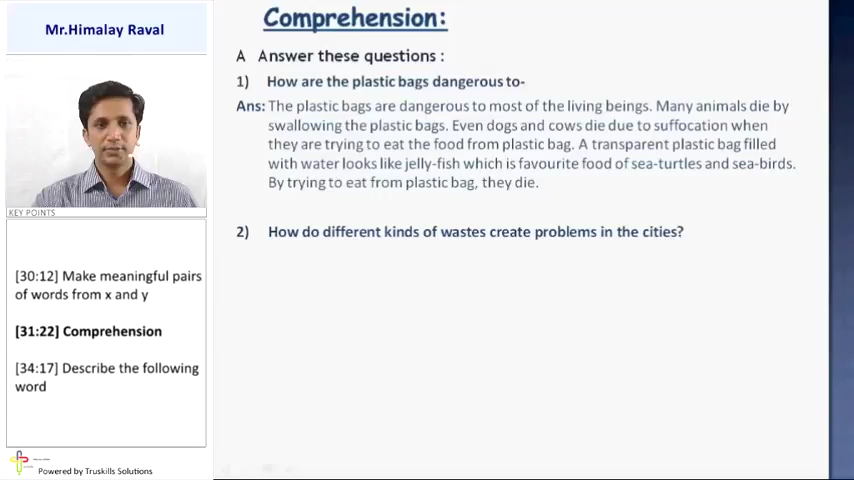 Mr.Himalay Raval
KEY POINTS
[30:12] Make meaningful pairs
of words from x and y
[31:22] Comprehension
[34:17] Describe the following
word
Powered by Truskills Solutions
Comprehension:
A Answer these questions :
1) How are the plastic bags dangerous to-
Ans: The plastic bags are dangerous to most of the living beings. Many animals die by
swallowing the plastic bags. Even dogs and cows die due to suffocation when
they are trying to eat the food from plastic bag. A transparent plastic bag filled
with water looks like jelly-fish which is favourite food of sea-turtles and sea-birds.
By trying to eat from plastic bag, they die.
2) How do different kinds of wastes create problems in the cities?